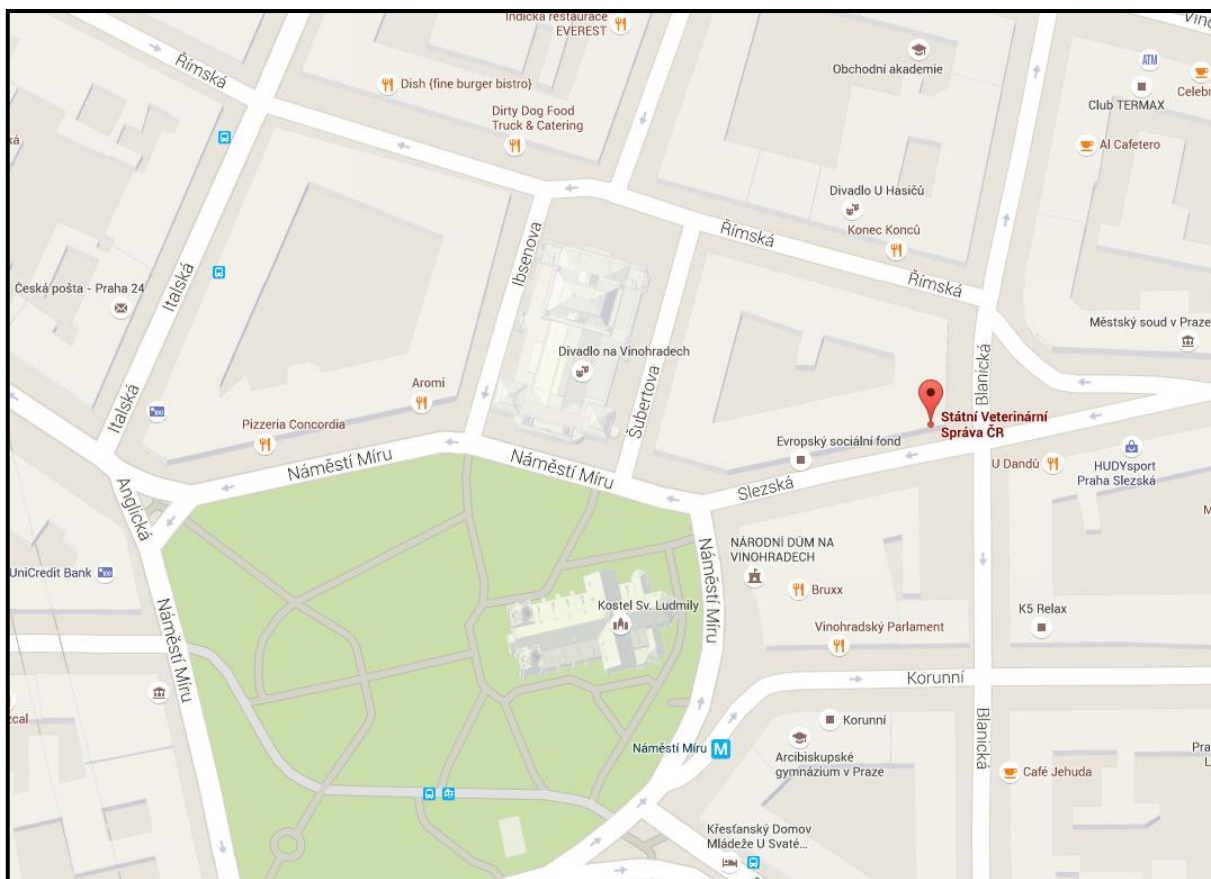 Indická restaurace
EVEREST
Římská
Dish {fine burger bistro}
Dirty Dog Food
Truck & Catering
Obchodní akademie
ATM
Club TERMAX
Al Cafetero
Divadlo U Hasičů
Konec Konců
Římská
Římská
Ibsenova
Italská
Česká pošta - Praha 24
Městský soud v Praze
Divadlo na Vinohradech
Šubertova
Blanická
Aromi
Pizzeria Concordia
Italská
Státní Veterinární
Správa ČR
Evropský sociální fond
U Dandů
HUDYsport
Praha Slezská
Náměstí Míru
Náměstí Míru
Slezská
Anglická
NÁRODNÍ DŮM NA
VINOHRADECH
UniCredit Bank
Bruxx
Kostel Sv. Ludmily
Náměstí Míru
K5 Relax
Vinohradský Parlament
Náměstí Míru
Korunní
Korunní
Blanická
Náměstí Míru
M
Arcibiskupské
gymnázium v Praze
Café Jehuda
Křesťanský Domov
Mládeže U Svaté...